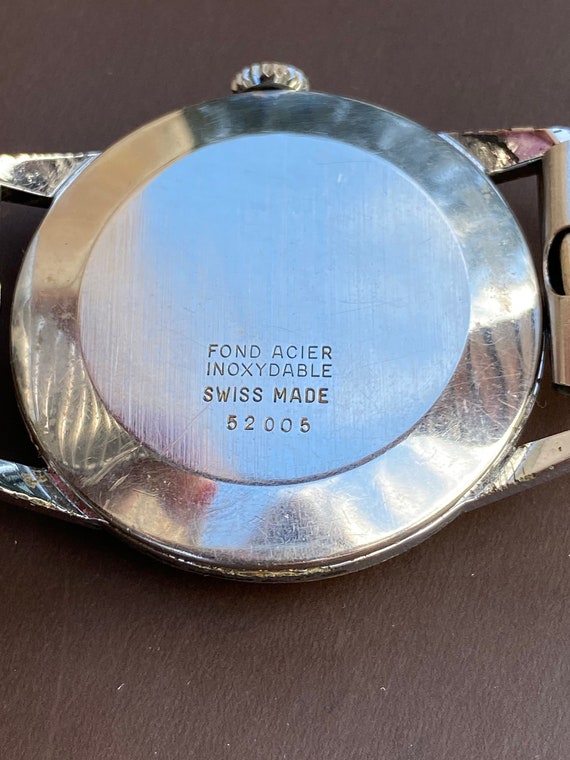 FOND ACIER
INOXYDABLE
SWISS MADE
52005